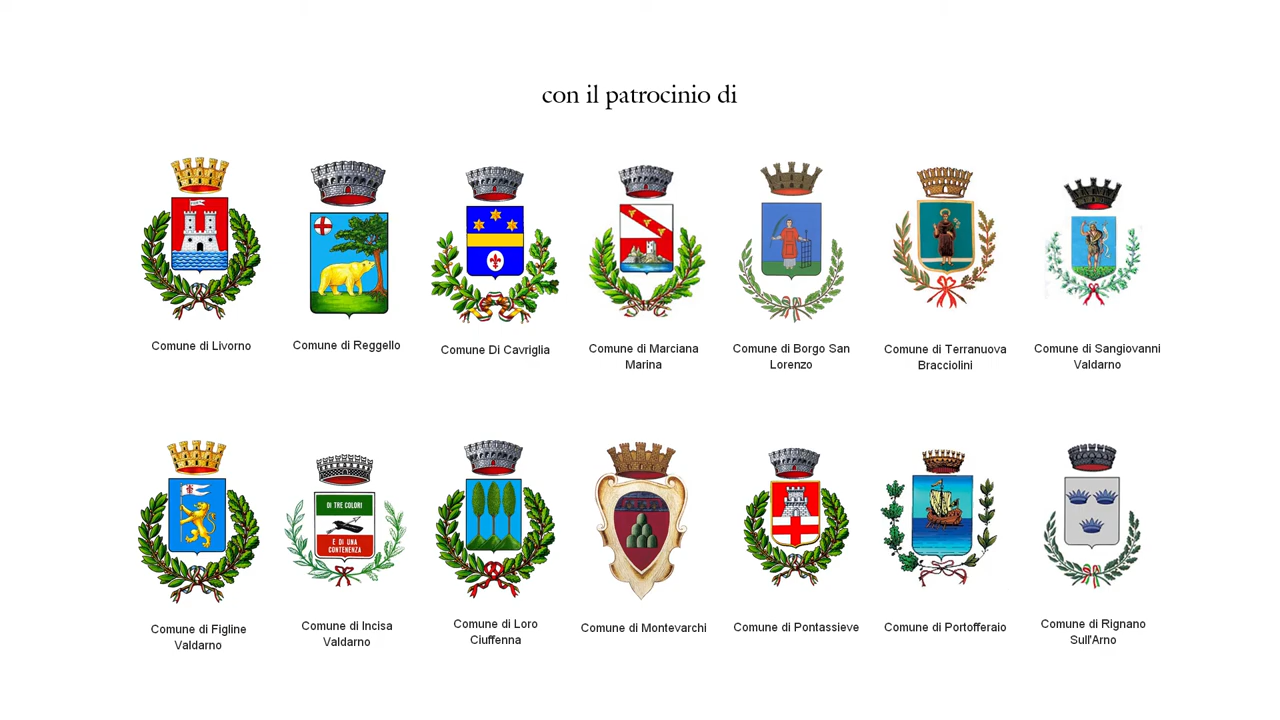 con il patrocinio di
Comune di Livorno
Comune di Reggello
Comune Di Cavriglia
Comune di Marciana
Marina
Comune di Borgo San
Lorenzo
Comune di Terranuova
Bracciolini
Comune di Sangiovanni
Valdarno
DI TRE COLORI
E DI UNA
CONTENENZA
Comune di Figline
Valdarno
Comune di Incisa
Valdarno
Comune di Loro
Ciuffenna
Comune di Montevarchi
Comune di Pontassieve
Comune di Portofferaio
Comune di Rignano
Sull'Arno